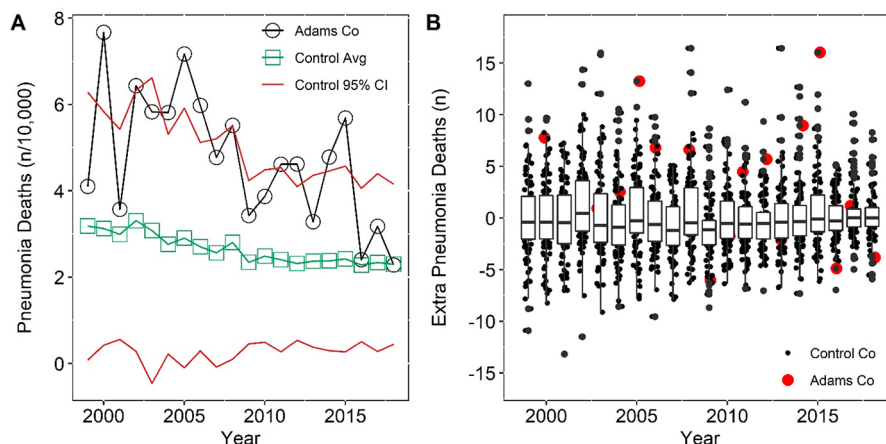 A
Pneumonia Deaths (n/10,000)
8
6
4
2
0
Adams Co
Control Avg
Control 95% CI
2000 2005 2010 2015
Year
B
Extra Pneumonia Deaths (n)
15
10
5
0
-5
-10
-15
Control Co
Adams Co
2000 2005 2010 2015
Year